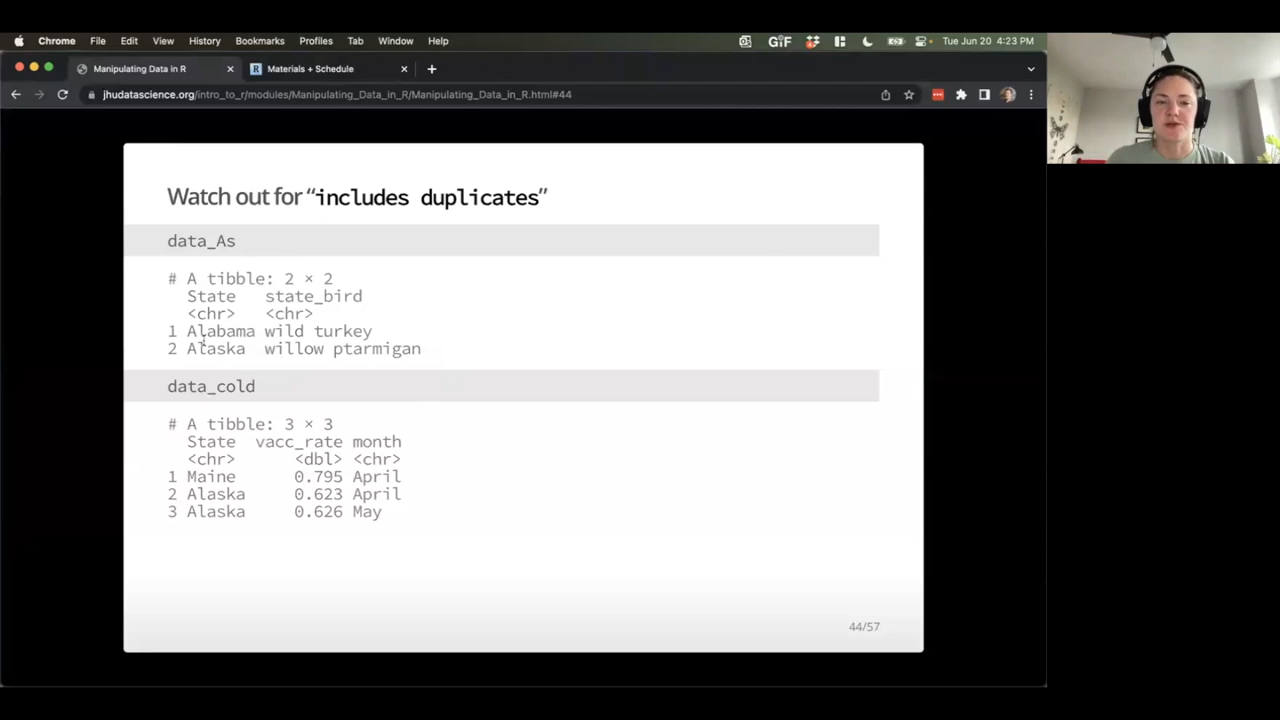 Chrome File Edit View History Bookmarks Profiles Tab Window Help GIF Tue Jun 20 4:23 PM
Manipulating Data in R Materials + Schedule
jhudatascience.org/intro_to_r/modules/Manipulating_Data_in_R/Manipulating_Data_in_R.html#44
Watch out for “includes duplicates”
data_As
# A tibble: 2 × 2
State state_bird
<chr> <chr>
1 Alabama wild turkey
2 Alaska willow ptarmigan
data_cold
# A tibble: 3 × 3
State vacc_rate month
<chr> <dbl> <chr>
1 Maine 0.795 April
2 Alaska 0.623 April
3 Alaska 0.626 May
44/57